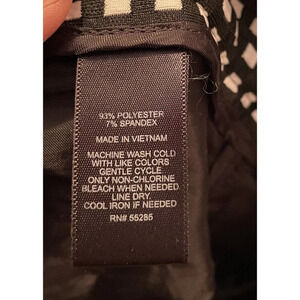 93% POLYESTER
7% SPANDEX
MADE IN VIETNAM
MACHINE WASH COLD
WITH LIKE COLORS
GENTLE CYCLE
ONLY NON-CHLORINE
BLEACH WHEN NEEDED
LINE DRY.
COOL IRON IF NEEDED
RN# 55285